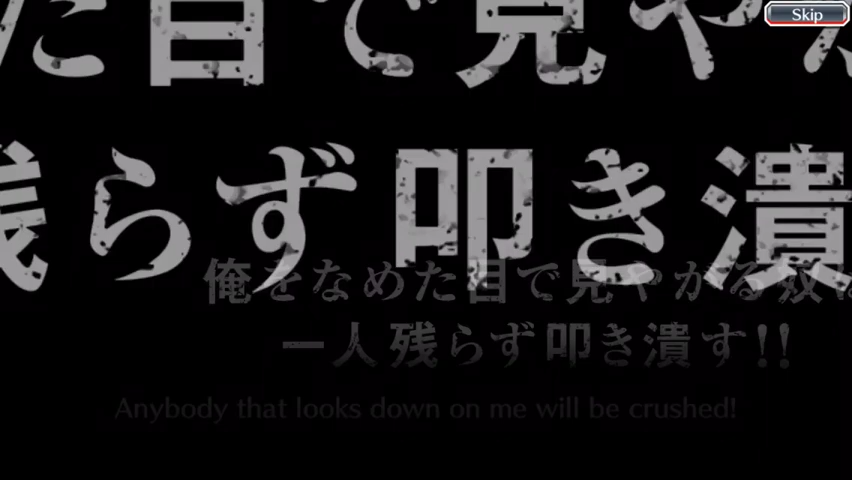 Skip
た目で見や
残らず叩き潰
俺をなめた目で見やがる奴は
一人残らず叩き潰す!!
Anybody that looks down on me will be crushed!